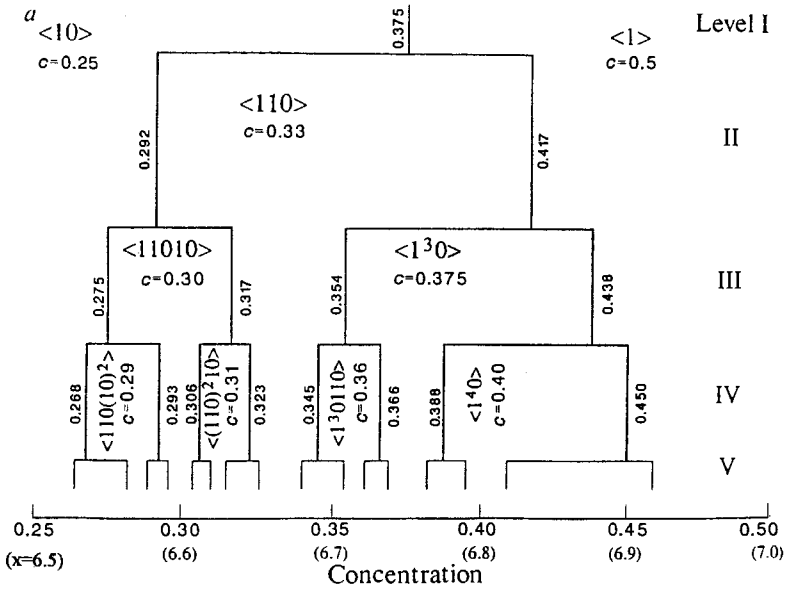 a
<10>
c=0.25
0.375
<1>
c=0.5
Level I
<110>
c=0.33
0.292
0.417
II
<11010>
c=0.30
<1³0>
c=0.375
0.275
0.317
0.354
0.438
III
0.268
<110(10)²>
c=0.29
0.293
0.306
<(110)²10>
c=0.31
0.323
0.345
<1³0110>
c=0.36
0.366
0.388
<1⁴0>
c=0.40
0.450
IV
V
0.25 0.30 0.35 0.40 0.45 0.50
(x=6.5) (6.6) (6.7) (6.8) (6.9) (7.0)
Concentration